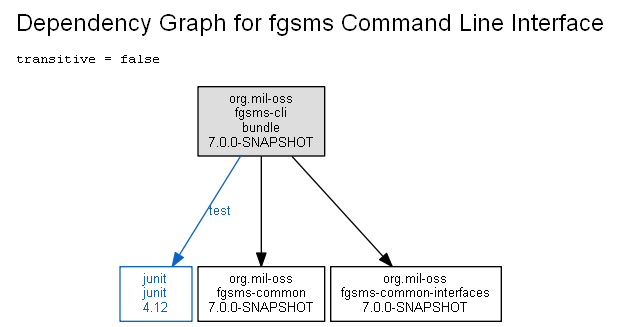 Dependency Graph for fgsms Command Line Interface
transitive = false
org.mil-oss
fgsms-cli
bundle
7.0.0-SNAPSHOT
test
junit
junit
4.12
org.mil-oss
fgsms-common
7.0.0-SNAPSHOT
org.mil-oss
fgsms-common-interfaces
7.0.0-SNAPSHOT